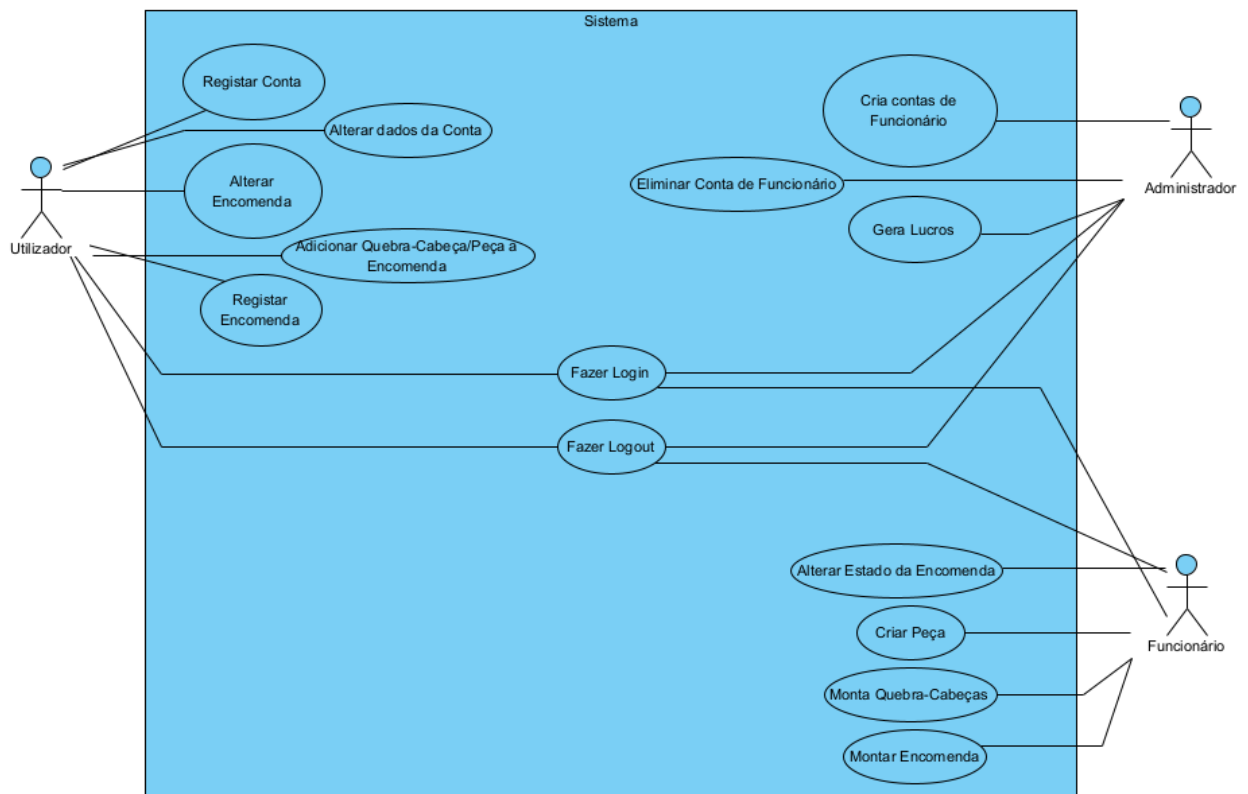 Sistema
Registar Conta
Alterar dados da Conta
Cria contas de
Funcionário
Administrador
Alterar
Encomenda
Eliminar Conta de Funcionário
Utilizador
Gera Lucros
Adicionar Quebra-Cabeça/Peça a
Encomenda
Registar
Encomenda
Fazer Login
Fazer Logout
Alterar Estado da Encomenda
Criar Peça
Funcionário
Monta Quebra-Cabeças
Montar Encomenda